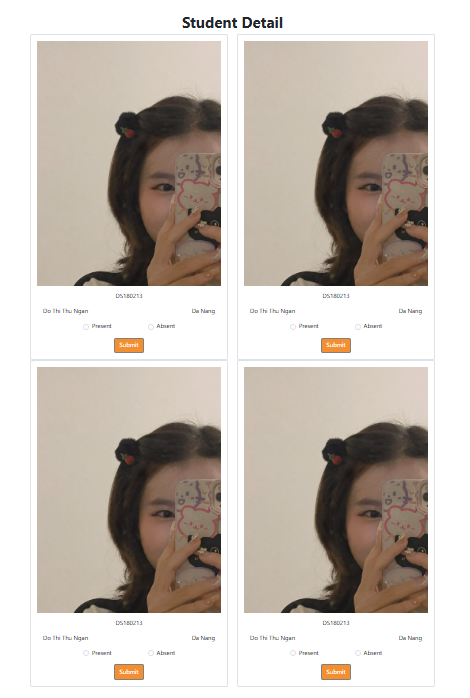 Student Detail
DS180213
Do Thi Thu Ngan Da Nang
Present Absent
Submit
DS180213
Do Thi Thu Ngan Da Nang
Present Absent
Submit
DS180213
Do Thi Thu Ngan Da Nang
Present Absent
Submit
DS180213
Do Thi Thu Ngan Da Nang
Present Absent
Submit